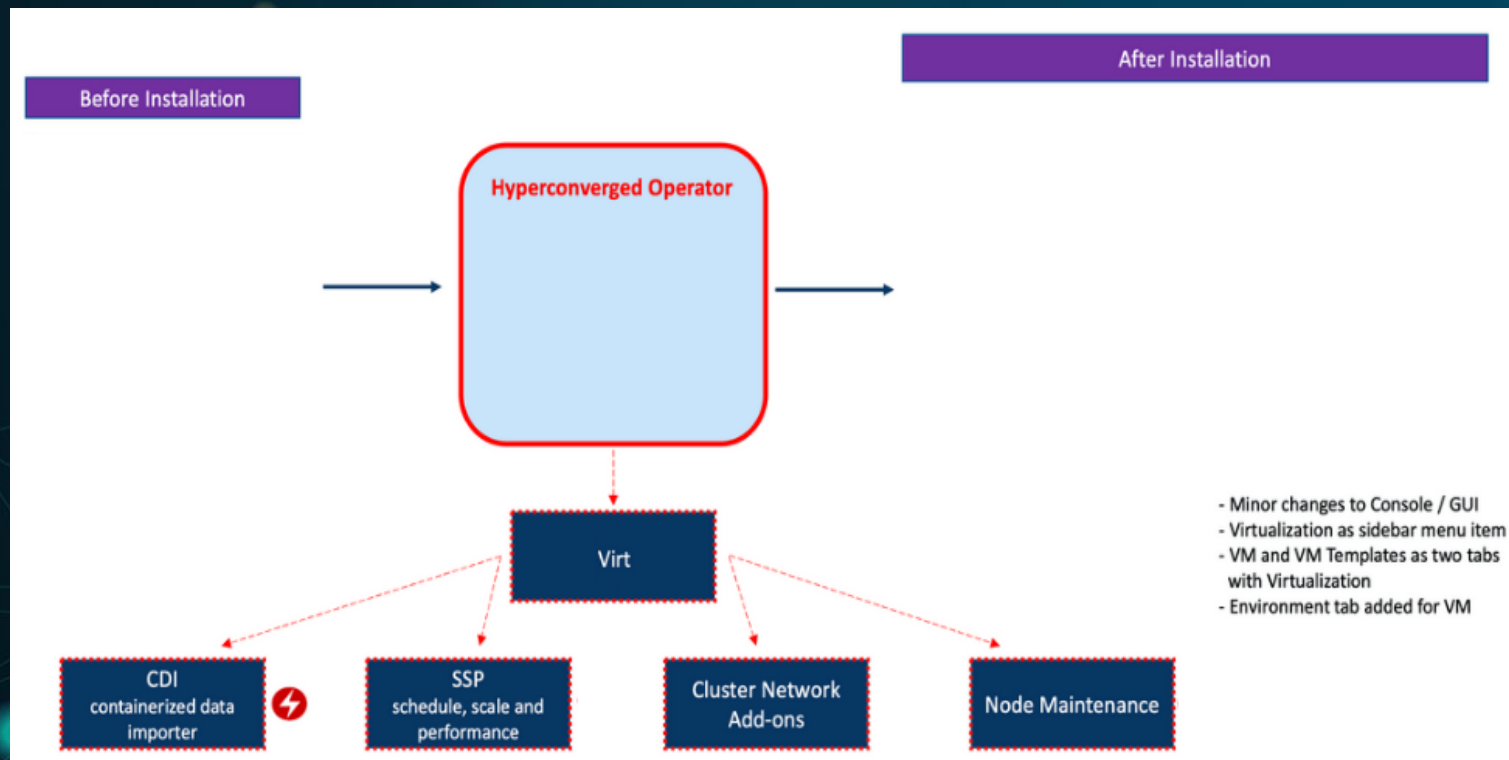 Before Installation
After Installation
Hyperconverged Operator
Virt
- Minor changes to Console / GUI
- Virtualization as sidebar menu item
- VM and VM Templates as two tabs
with Virtualization
- Environment tab added for VM
CDI
containerized data
importer
SSP
schedule, scale and
performance
Cluster Network
Add-ons
Node Maintenance